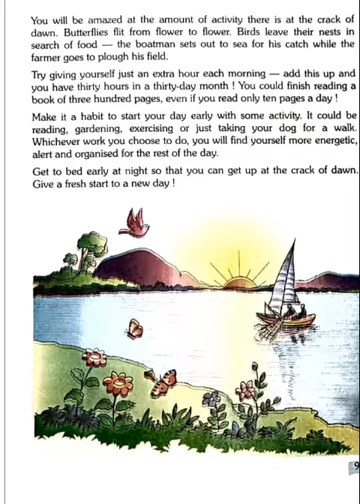 You will be amazed at the amount of activity there is at the crack of
dawn. Butterflies flit from flower to flower. Birds leave their nests in
search of food — the boatman sets out to sea for his catch while the
farmer goes to plough his field.
Try giving yourself just an extra hour each morning — add this up and
you have thirty hours in a thirty-day month ! You could finish reading a
book of three hundred pages, even if you read only ten pages a day !
Make it a habit to start your day early with some activity. It could be
reading, gardening, exercising or just taking your dog for a walk.
Whichever work you choose to do, you will find yourself more energetic,
alert and organised for the rest of the day.
Get to bed early at night so that you can get up at the crack of dawn.
Give a fresh start to a new day !
9